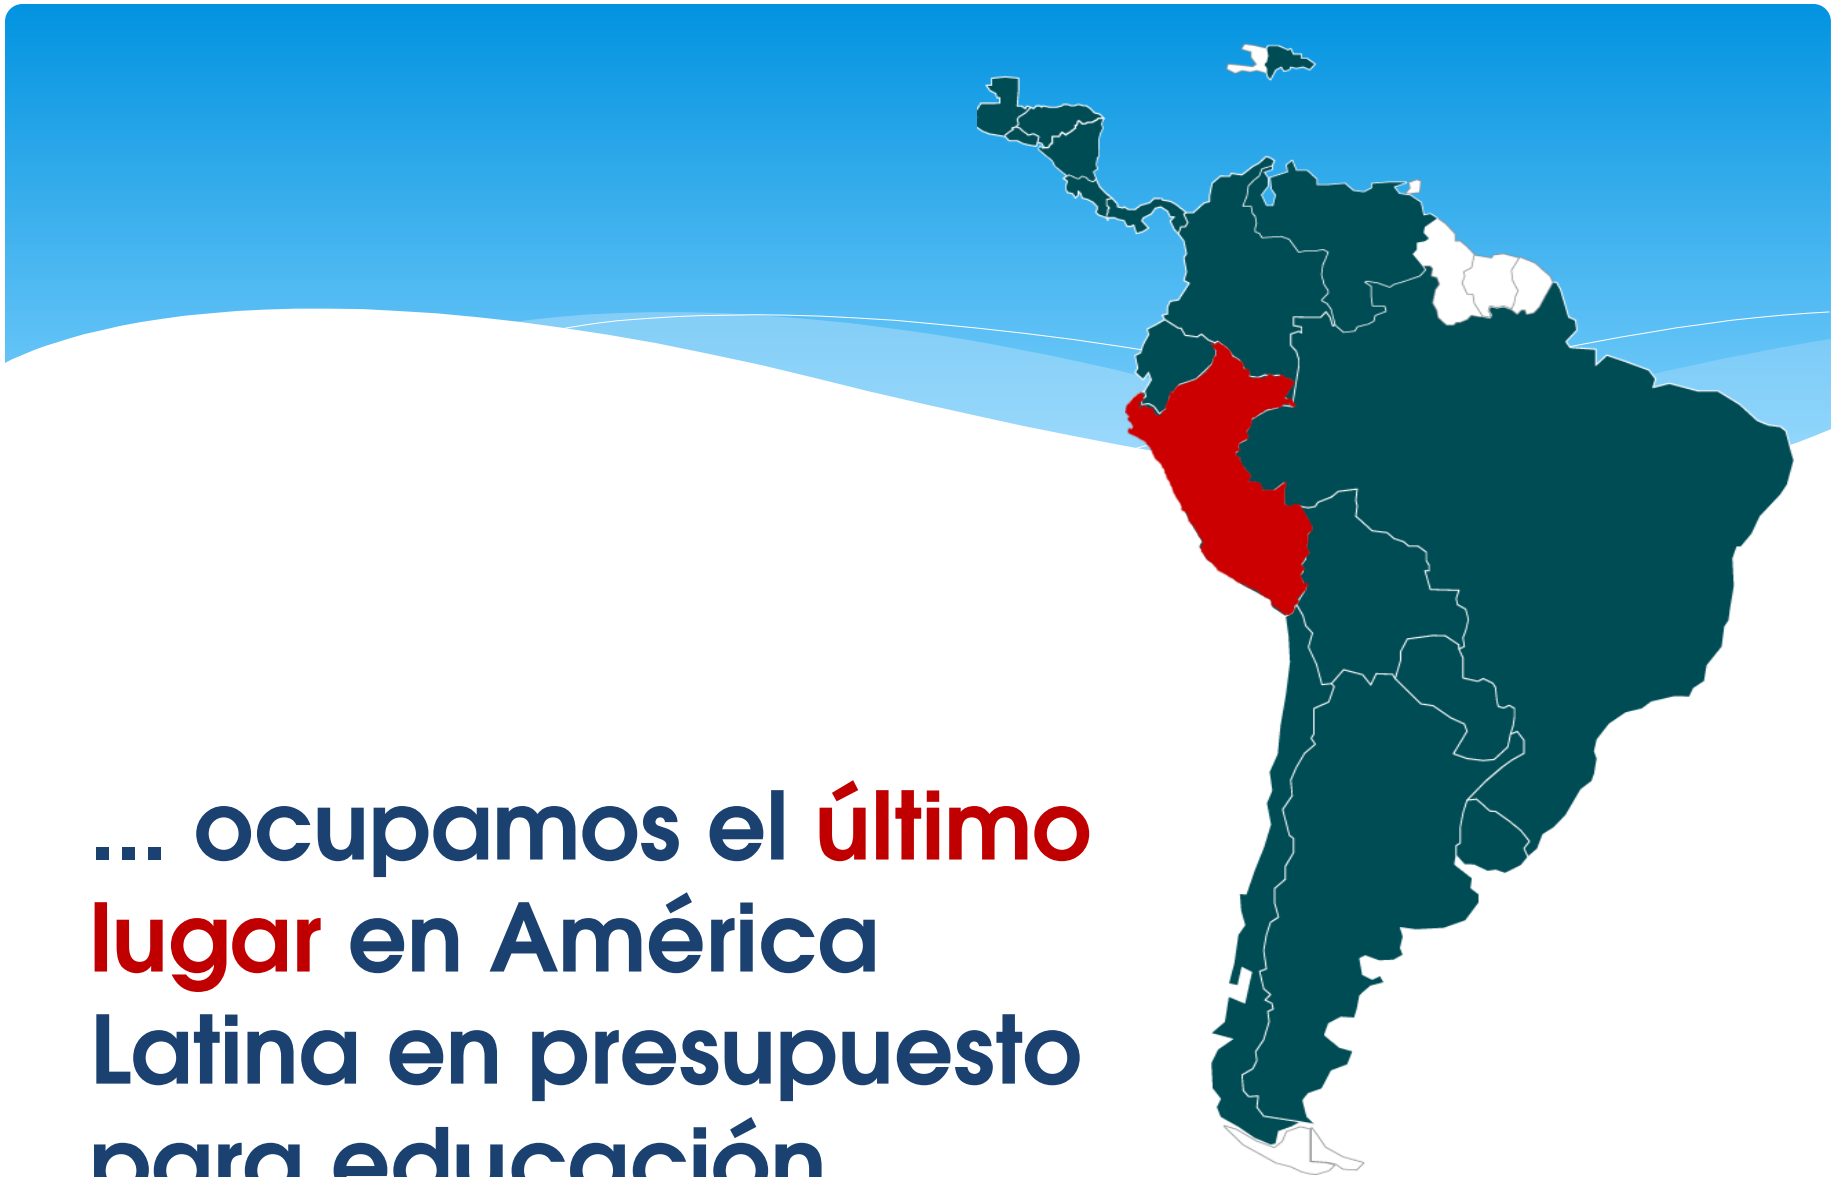 ... ocupamos el último
lugar en América
Latina en presupuesto
para educación